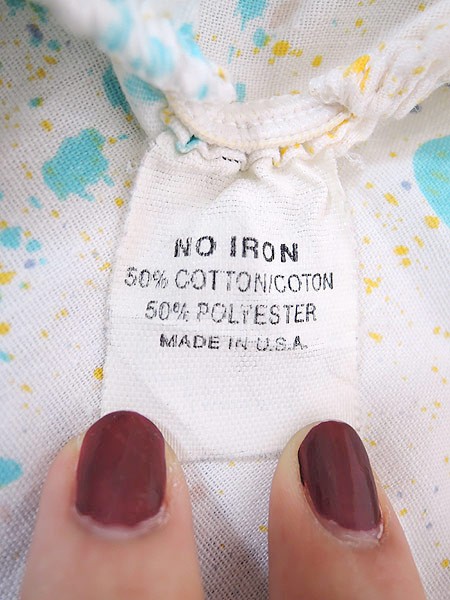 NO IRON
50% COTTON/COTON
50% POLYESTER
MADE IN U.S.A.